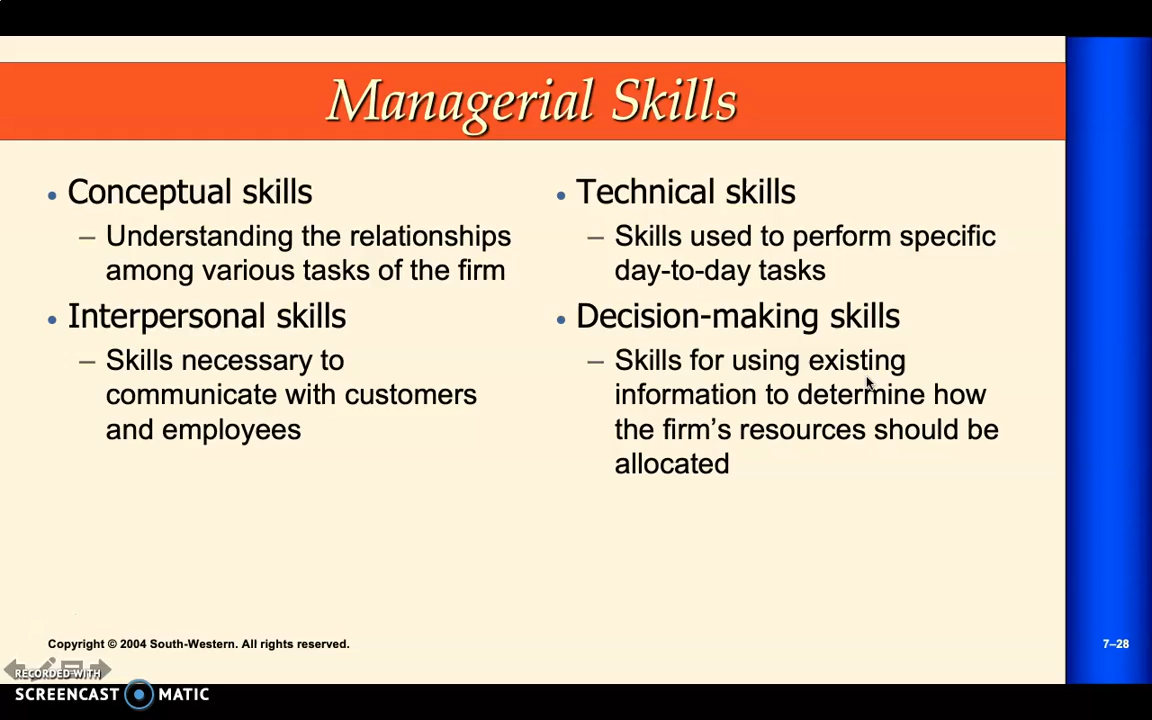 Managerial Skills
• Conceptual skills
– Understanding the relationships
among various tasks of the firm
• Interpersonal skills
– Skills necessary to
communicate with customers
and employees
• Technical skills
– Skills used to perform specific
day-to-day tasks
• Decision-making skills
– Skills for using existing
information to determine how
the firm's resources should be
allocated
Copyright © 2004 South-Western. All rights reserved.
7–28
RECORDED WITH
SCREENCAST MATIC